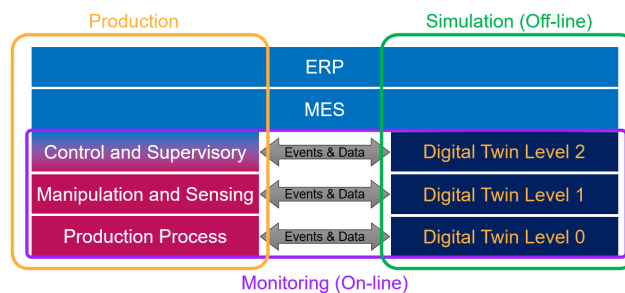 Production
Simulation (Off-line)
ERP
MES
Control and Supervisory
Events & Data
Digital Twin Level 2
Manipulation and Sensing
Events & Data
Digital Twin Level 1
Production Process
Events & Data
Digital Twin Level 0
Monitoring (On-line)